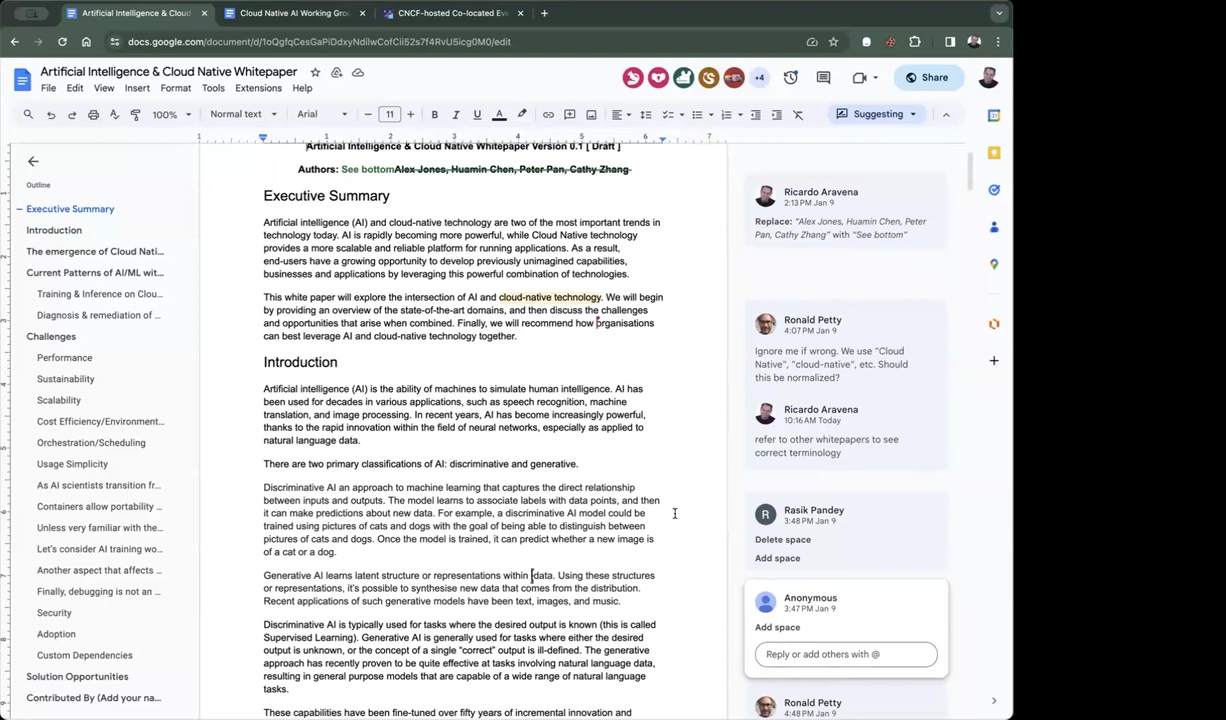 Artificial Intelligence & Cloud
Cloud Native AI Working Gro
CNCF-hosted Co-located Eve
docs.google.com/document/d/1oQgfqCesGaPiDdxyNdilwCofCii52s7f4RvU5icg0M0/edit
Artificial Intelligence & Cloud Native Whitepaper
+4
Share
File Edit View Insert Format Tools Extensions Help
100%
Normal text
Arial
11
B I U A
Suggesting
1 1 2 3 4 5 6 7
Outline
Executive Summary
Introduction
The emergence of Cloud Nati...
Current Patterns of AI/ML wit...
Training & Inference on Clou...
Diagnostic & remediation of ...
Challenges
Performance
Sustainability
Scalability
Cost Efficiency/Environment...
Orchestration/Scheduling
Usage Simplicity
As AI scientists transition fr...
Containers allow portability ...
Unless very familiar with the...
Let's consider AI training wo...
Another aspect that affects ...
Finally, debugging is not an ...
Security
Adoption
Custom Dependencies
Solution Opportunities
Contributed By (Add your na...
Artificial Intelligence & Cloud Native Whitepaper Version 0.1 [ Draft ]
Authors: See bottomAlex Jones, Huamin Chen, Peter Pan, Cathy Zhang
Executive Summary
Artificial intelligence (AI) and cloud-native technology are two of the most important trends in
technology today. AI is rapidly becoming more powerful, while Cloud Native technology
provides a more scalable and reliable platform for running applications. As a result,
end-users have a growing opportunity to develop previously unimagined capabilities,
businesses and applications by leveraging this powerful combination of technologies.
This white paper will explore the intersection of AI and cloud-native technology. We will begin
by providing an overview of the state-of-the-art domains, and then discuss the challenges
and opportunities that arise when combined. Finally, we will recommend how organisations
can best leverage AI and cloud-native technology together.
Introduction
Artificial intelligence (AI) is the ability of machines to simulate human intelligence. AI has
been used for decades in various applications, such as speech recognition, machine
translation, and image processing. In recent years, AI has become increasingly powerful,
thanks to the rapid innovation within the field of neural networks, especially as applied to
natural language data.
There are two primary classifications of AI: discriminative and generative.
Discriminative AI an approach to machine learning that captures the direct relationship
between inputs and outputs. The model learns to associate labels with data points, and then
it can make predictions about new data. For example, a discriminative AI model could be
trained using pictures of cats and dogs with the goal of being able to distinguish between
pictures of cats and dogs. Once the model is trained, it can predict whether a new image is
of a cat or a dog.
Generative AI learns latent structure or representations within data. Using these structures
or representations, it's possible to synthesise new data that comes from the distribution.
Recent applications of such generative models have been text, images, and music.
Discriminative AI is typically used for tasks where the desired output is known (this is called
Supervised Learning). Generative AI is generally used for tasks where either the desired
output is unknown, or the concept of a single "correct" output is ill-defined. The generative
approach has recently proven to be quite effective at tasks involving natural language data,
resulting in general purpose models that are capable of a wide range of natural language
tasks.
These capabilities have been fine-tuned over fifty years of incremental innovation and
Ricardo Aravena
2:13 PM Jan 9
Replace: "Alex Jones, Huamin Chen, Peter
Pan, Cathy Zhang" with "See bottom"
Ronald Petty
4:07 PM Jan 9
Ignore me if wrong. We use "Cloud
Native", "cloud-native", etc. Should
this be normalized?
Ricardo Aravena
10:16 AM Today
refer to other whitepapers to see
correct terminology
R
Rasik Pandey
3:48 PM Jan 9
Delete space
Add space
Anonymous
3:47 PM Jan 9
Add space
Reply or add others with @
Ronald Petty
4:48 PM Jan 9